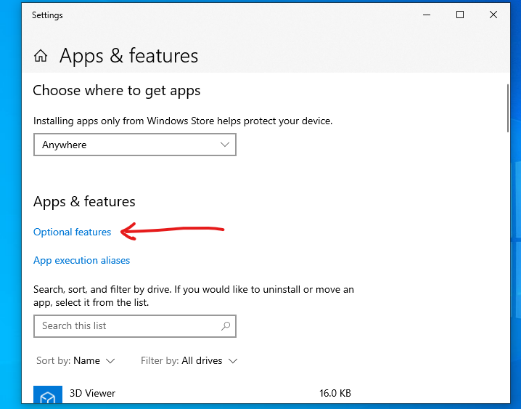 Settings
Apps & features
Choose where to get apps
Installing apps only from Windows Store helps protect your device.
Anywhere
Apps & features
Optional features
App execution aliases
Search, sort, and filter by drive. If you would like to uninstall or move an
app, select it from the list.
Search this list
Sort by: Name Filter by: All drives
3D Viewer 16.0 KB